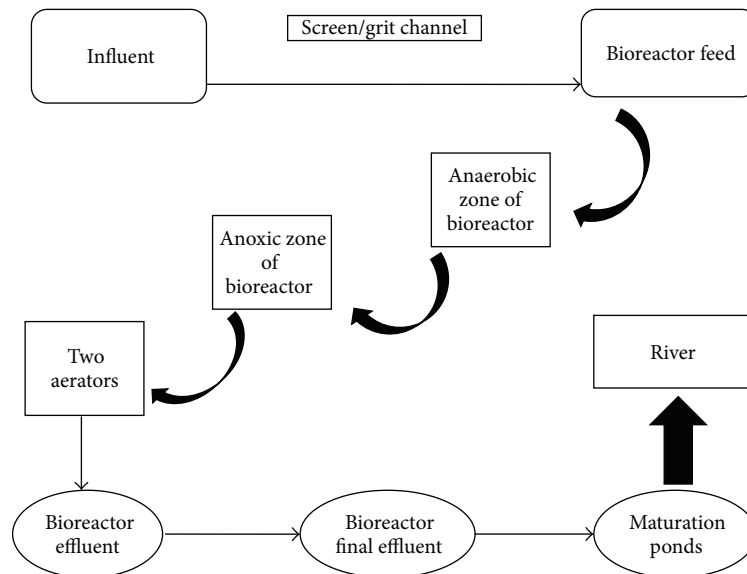 Screen/grit channel
Influent
Bioreactor feed
Anaerobic
zone of
bioreactor
Anoxic zone
of
bioreactor
Two
aerators
River
Bioreactor
effluent
Bioreactor
final effluent
Maturation
ponds